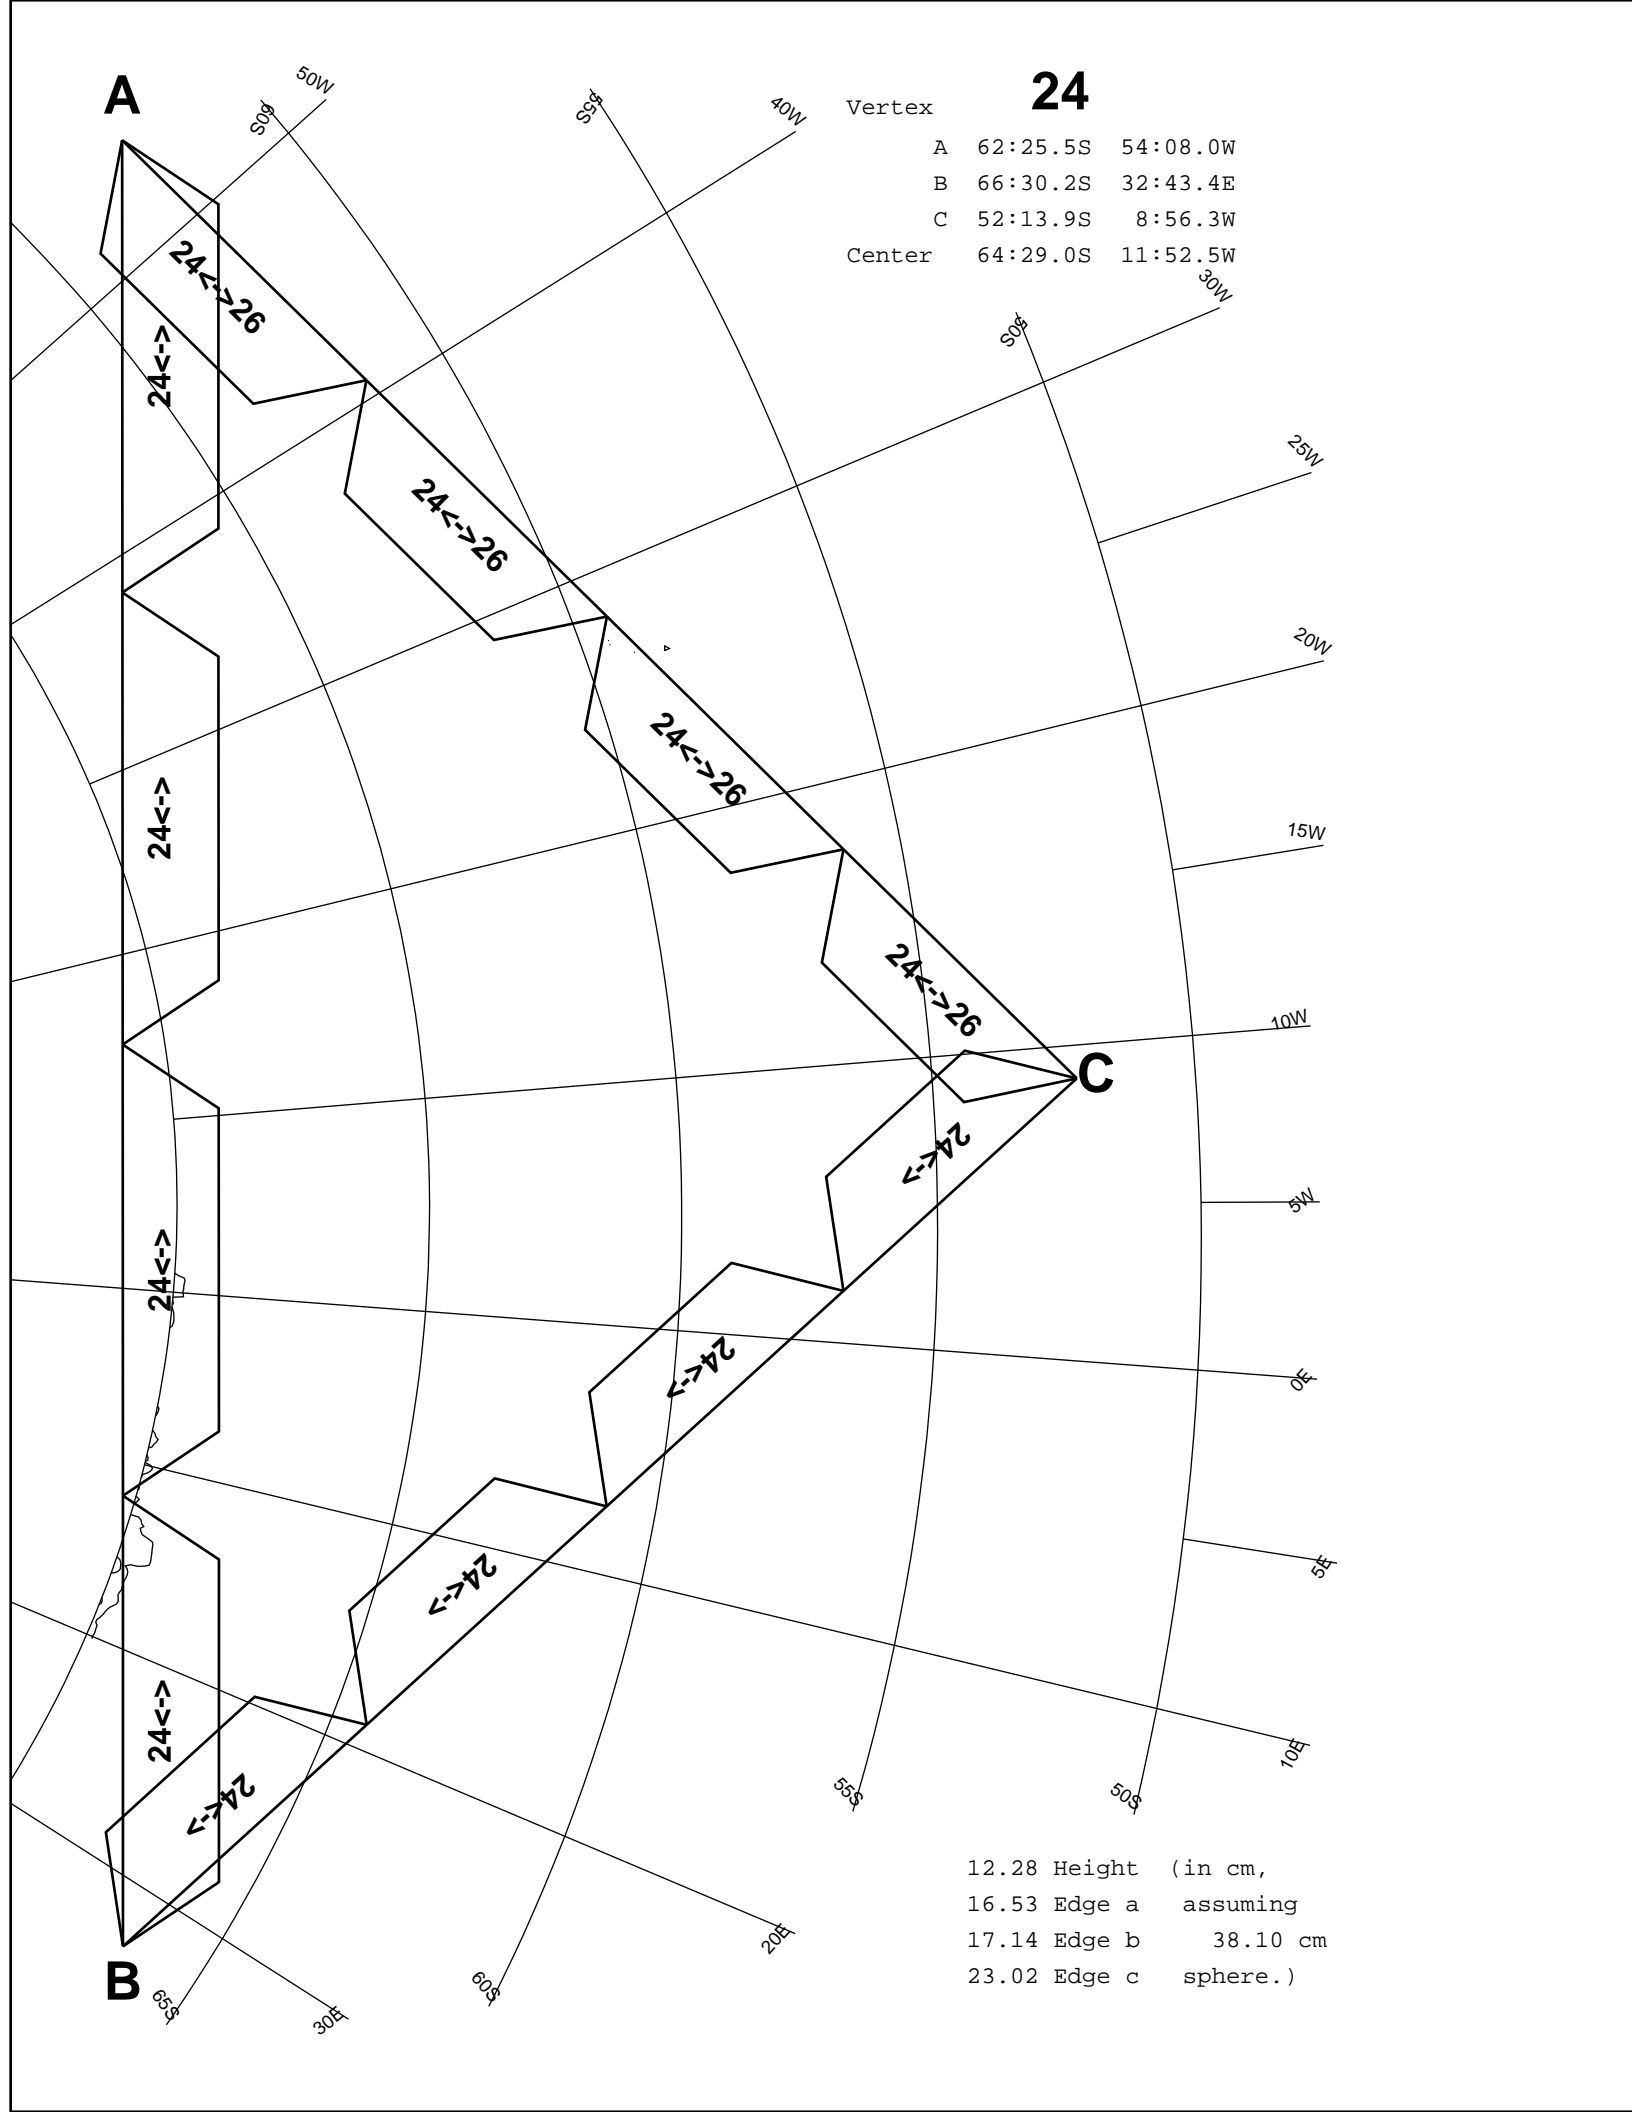 A
50W
60S
55S
40W
Vertex 24
A 62:25.5S 54:08.0W
B 66:30.2S 32:43.4E
C 52:13.9S 8:56.3W
Center 64:29.0S 11:52.5W
30W
50S
24<->26
24<->
25W
24<->26
20W
24<->26
24<->
15W
24<->26
10W
C
24<->
5W
24<->
24<->
0E
5E
24<->
24<->
10E
55S
50S
24<->
12.28 Height (in cm,
16.53 Edge a assuming
17.14 Edge b 38.10 cm
23.02 Edge c sphere.)
20E
B
65S
60S
30E